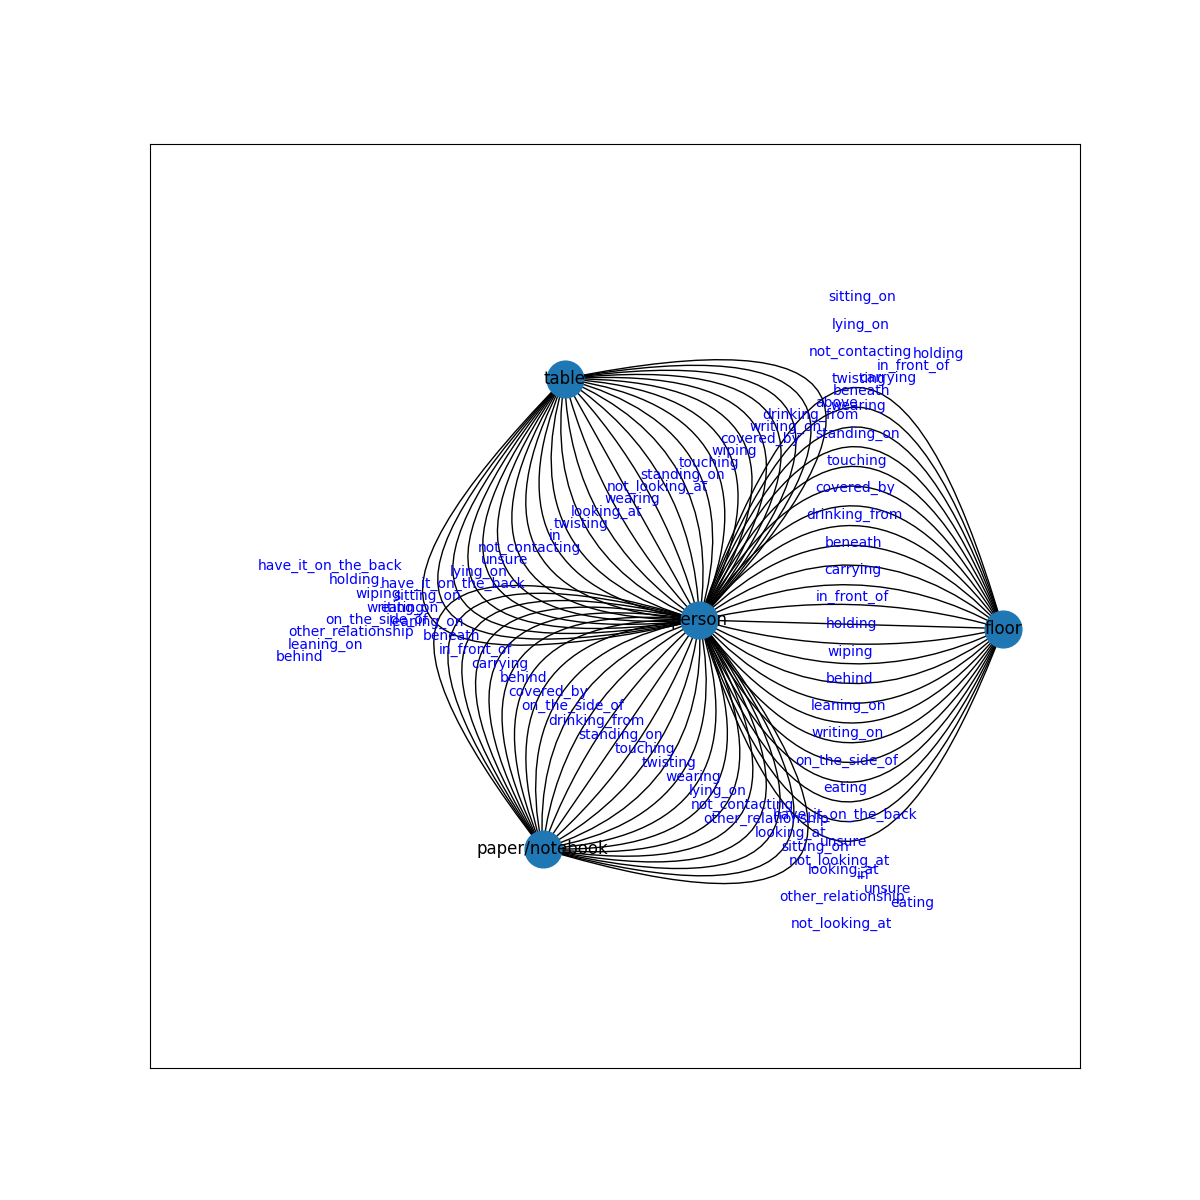 sitting_on
lying_on
not_contacting
holding
in_front_of
twisting
carrying
table
beneath
above
wearing
drinking_from
writing_on
standing_on
covered_by
wiping
touching
touching
standing_on
not_looking_at
covered_by
wearing
looking_at
drinking_from
twisting
in
beneath
not_contacting
unsure
have_it_on_the_back
carrying
lying_on
holding
have_it_on_the_back
wiping
sitting_on
in_front_of
writing_on
eating
on_the_side_of
leaning_on
person
holding
floor
other_relationship
beneath
leaning_on
in_front_of
wiping
behind
carrying
behind
behind
covered_by
on_the_side_of
leaning_on
drinking_from
writing_on
standing_on
touching
on_the_side_of
twisting
wearing
eating
lying_on
not_contacting
have_it_on_the_back
other_relationship
looking_at
unsure
sitting_on
paper/notebook
not_looking_at
looking_at
in
unsure
other_relationship
eating
not_looking_at